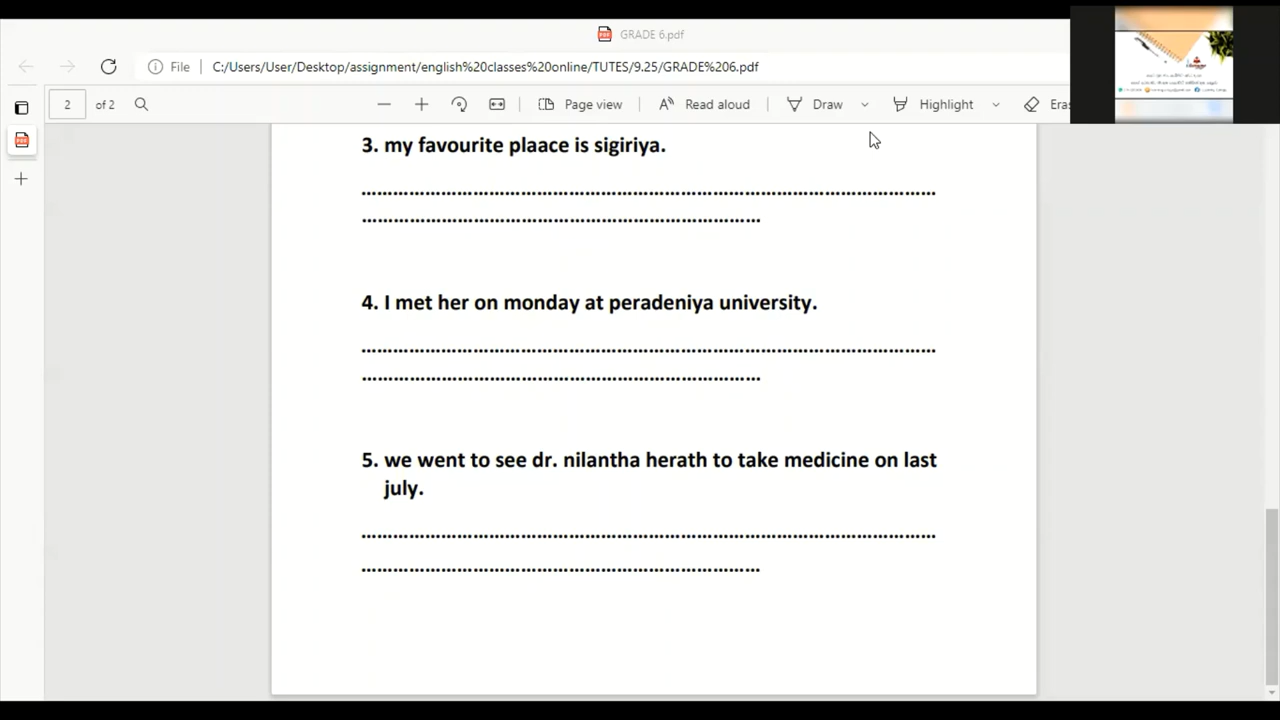 GRADE 6.pdf
File C:/Users/User/Desktop/assignment/english%20classes%20online/TUTES/9.25/GRADE%206.pdf
2 of 2 Page view Read aloud Draw Highlight
3. my favourite plaace is sigiriya.
4. I met her on monday at peradeniya university.
5. we went to see dr. nilantha herath to take medicine on last
july.